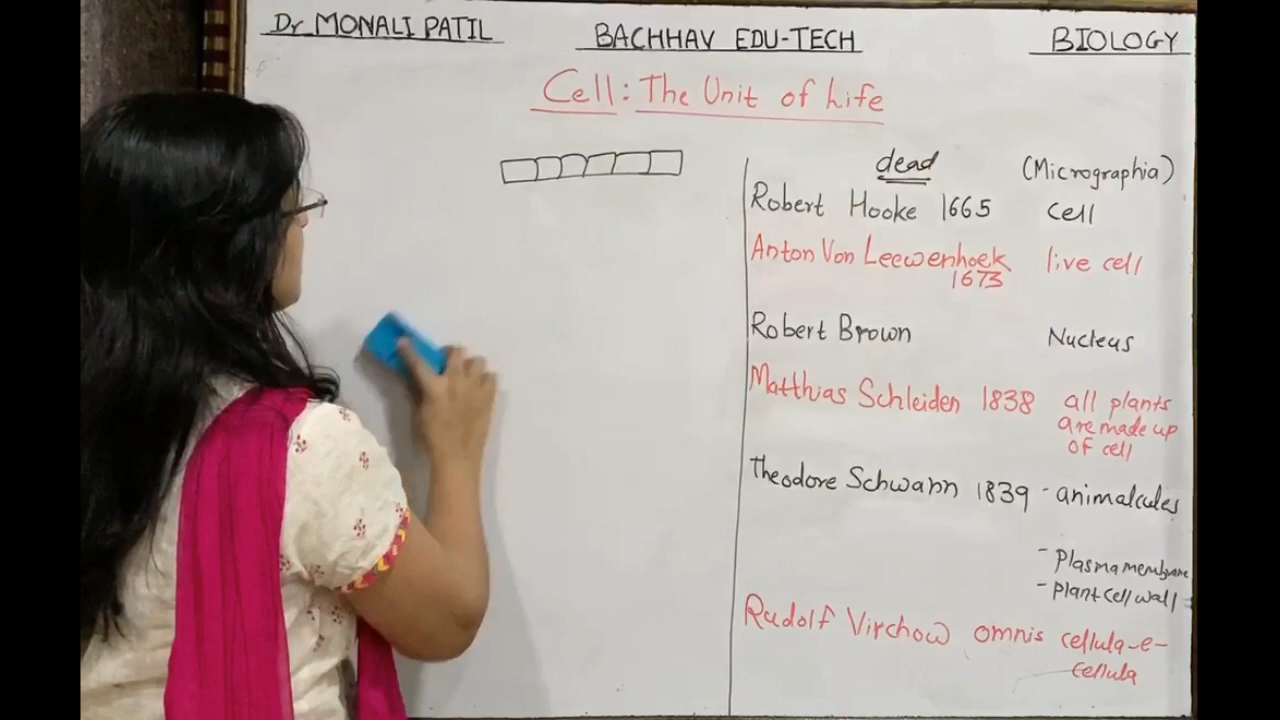 Dr MONALI PATIL BACHHAV EDU-TECH BIOLOGY
Cell: The Unit of Life
dead (Micrographia)
Robert Hooke 1665 cell
Anton Von Leewenhoek live cell
1673
Robert Brown Nucleus
Matthias Schleiden 1838 all plants
are made up
of cell
Theodore Schwann 1839 - animalcules
- Plasma membrane
- Plant cell wall
Rudolf Virchow omnis cellula-e-
cellula